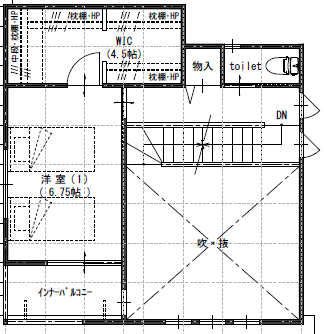 枕棚・HP
枕棚・HP
中段 枕棚・HP
WIC
(4.5帖)
枕棚・HP
枕棚・HP
物入
toilet
DN
洋室(1)
( 6.75帖 )
吹・抜
インナーバルコニー